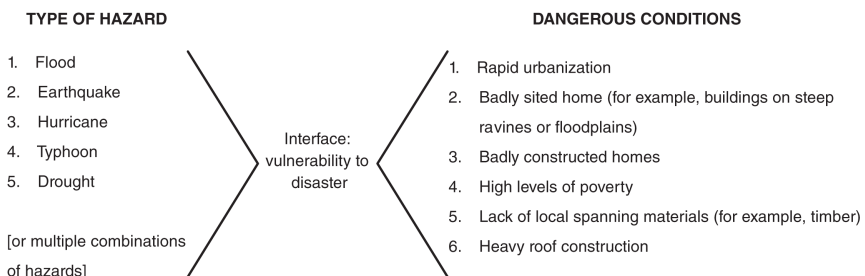 TYPE OF HAZARD
1. Flood
2. Earthquake
3. Hurricane
4. Typhoon
5. Drought
[or multiple combinations
of hazards]
Interface:
vulnerability to
disaster
DANGEROUS CONDITIONS
1. Rapid urbanization
2. Badly sited home (for example, buildings on steep
ravines or floodplains)
3. Badly constructed homes
4. High levels of poverty
5. Lack of local spanning materials (for example, timber)
6. Heavy roof construction